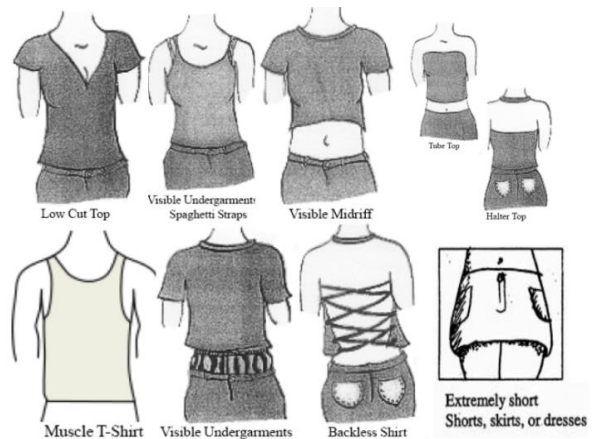 Low Cut Top
Visible Undergarments
Spaghetti Straps
Visible Midriff
Tube Top
Halter Top
Muscle T-Shirt
Visible Undergarments
Backless Shirt
Extremely short
Shorts, skirts, or dresses